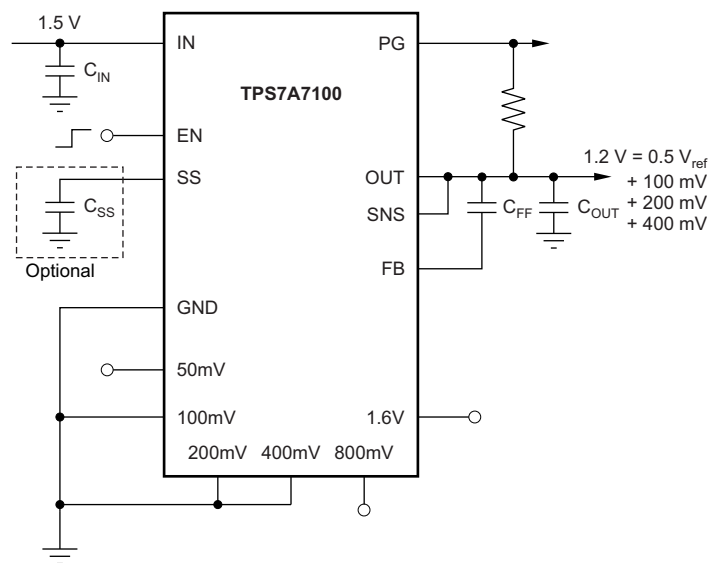 1.5 V
IN
PG
C_IN
TPS7A7100
EN
SS
OUT
1.2 V = 0.5 V_ref
+ 100 mV
+ 200 mV
+ 400 mV
C_SS
SNS
C_FF
C_OUT
Optional
FB
GND
50mV
100mV
1.6V
200mV 400mV 800mV